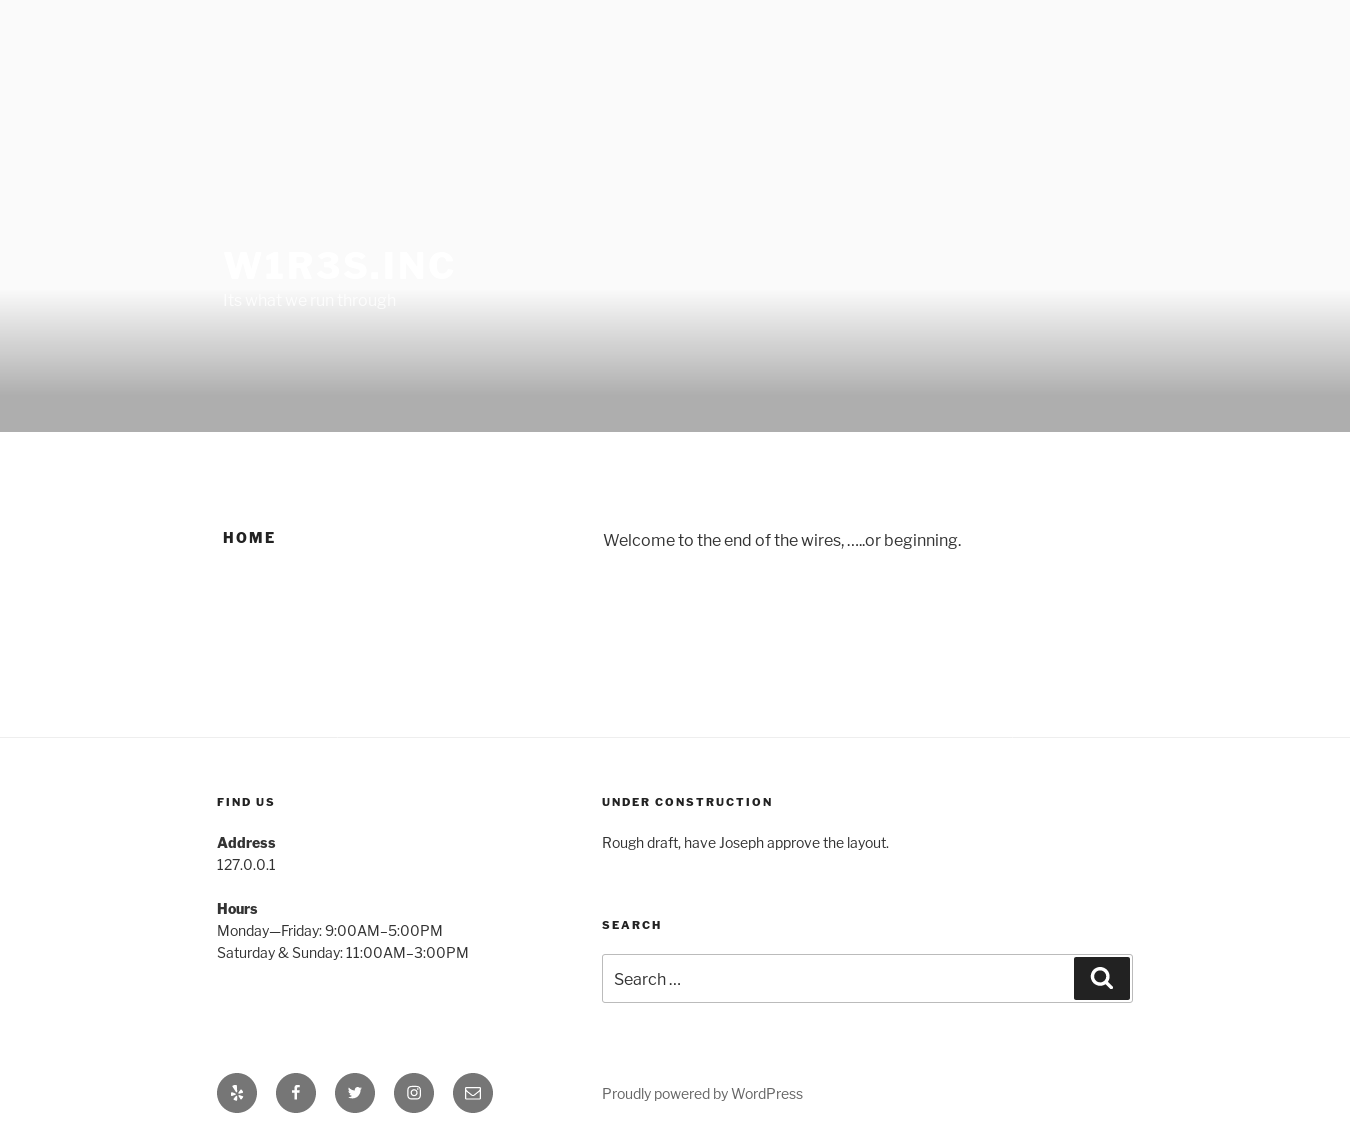 W1R3S.INC
Its what we run through
HOME
Welcome to the end of the wires, …..or beginning.
FIND US
Address
127.0.0.1
Hours
Monday—Friday: 9:00AM–5:00PM
Saturday & Sunday: 11:00AM–3:00PM
UNDER CONSTRUCTION
Rough draft, have Joseph approve the layout.
SEARCH
Search …
Proudly powered by WordPress